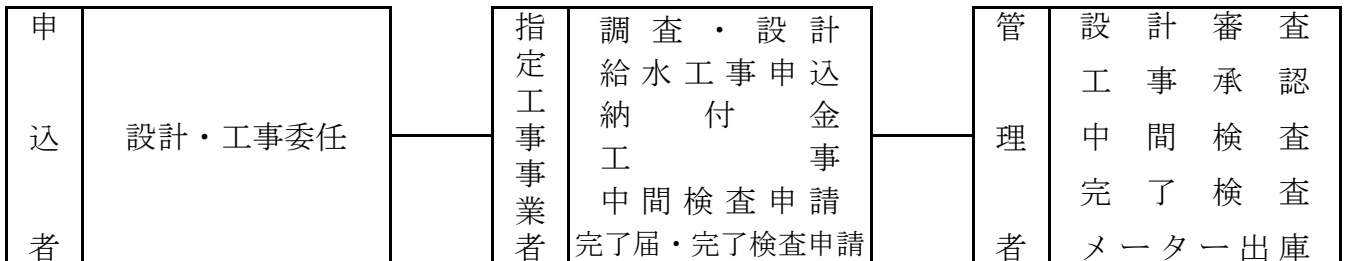 申込者
設計・工事委任
指定工事事業者
調査・設計
給水工事申込
納付金
工事
中間検査申請
完了届・完了検査申請
管理者
設計審査
工事承認
中間検査
完了検査
メーター出庫